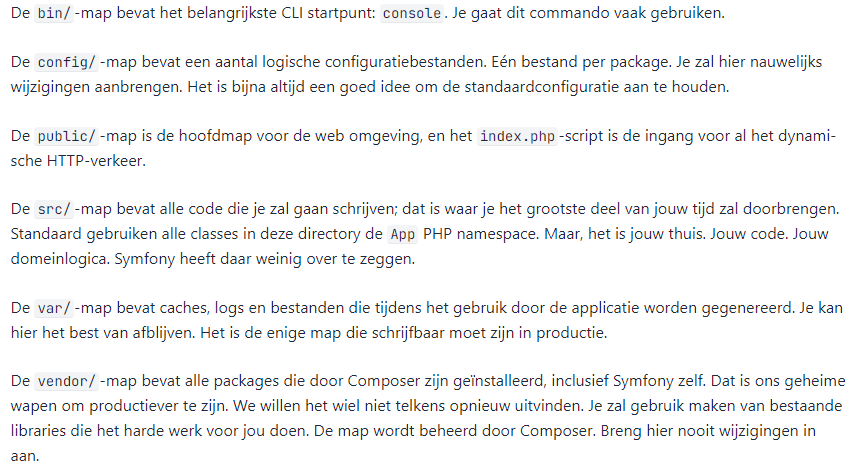 De bin/-map bevat het belangrijkste CLI startpunt: console. Je gaat dit commando vaak gebruiken.
De config/-map bevat een aantal logische configuratiebestanden. Eén bestand per package. Je zal hier nauwelijks
wijzigingen aanbrengen. Het is bijna altijd een goed idee om de standaardconfiguratie aan te houden.
De public/-map is de hoofdmap voor de web omgeving, en het index.php-script is de ingang voor al het dynami-
sche HTTP-verkeer.
De src/-map bevat alle code die je zal gaan schrijven; dat is waar je het grootste deel van jouw tijd zal doorbrengen.
Standaard gebruiken alle classes in deze directory de App PHP namespace. Maar, het is jouw thuis. Jouw code. Jouw
domeinlogica. Symfony heeft daar weinig over te zeggen.
De var/-map bevat caches, logs en bestanden die tijdens het gebruik door de applicatie worden gegenereerd. Je kan
hier het best van afblijven. Het is de enige map die schrijfbaar moet zijn in productie.
De vendor/-map bevat alle packages die door Composer zijn geïnstalleerd, inclusief Symfony zelf. Dat is ons geheime
wapen om productiever te zijn. We willen het wiel niet telkens opnieuw uitvinden. Je zal gebruik maken van bestaande
libraries die het harde werk voor jou doen. De map wordt beheerd door Composer. Breng hier nooit wijzigingen in
aan.